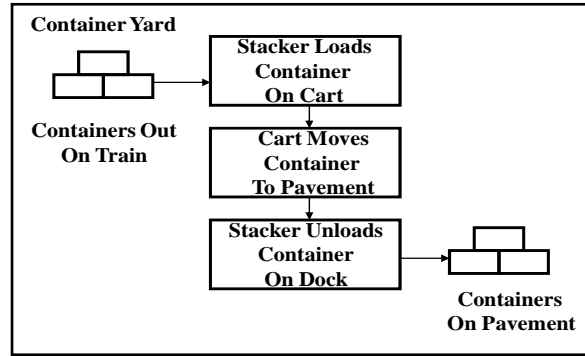 Container Yard
Containers Out
On Train
Stacker Loads
Container
On Cart
Cart Moves
Container
To Pavement
Stacker Unloads
Container
On Dock
Containers
On Pavement